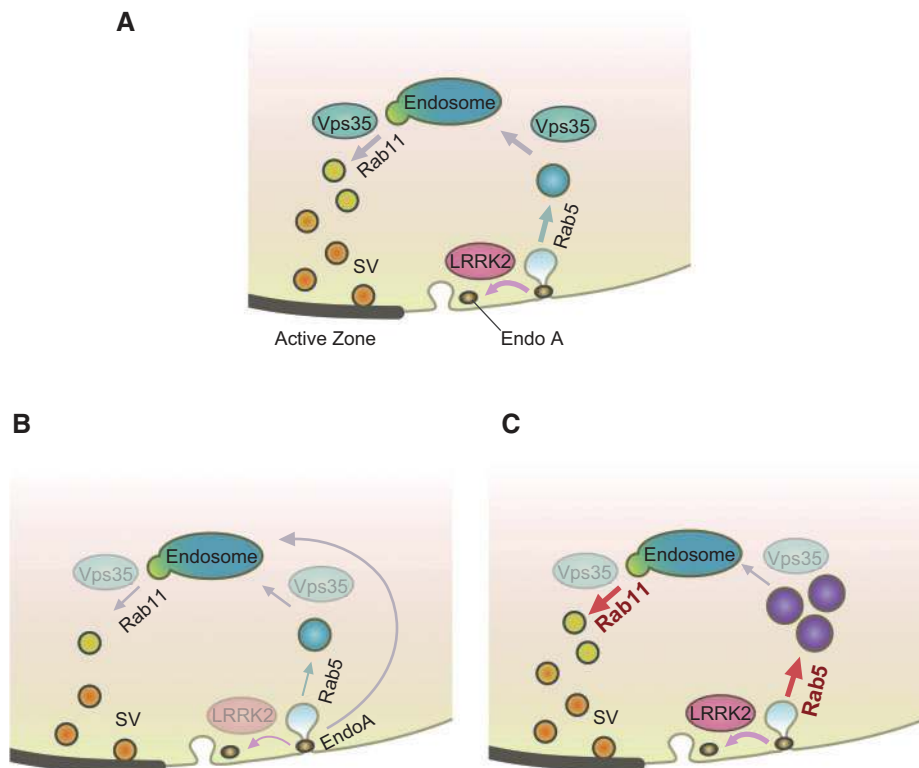 A
Endosome
Vps35
Vps35
Rab11
Rab5
LRRK2
SV
Active Zone
Endo A
B
Endosome
Vps35
Vps35
Rab11
Rab5
LRRK2
SV
EndoA
C
Endosome
Vps35
Vps35
Rab11
Rab5
LRRK2
SV